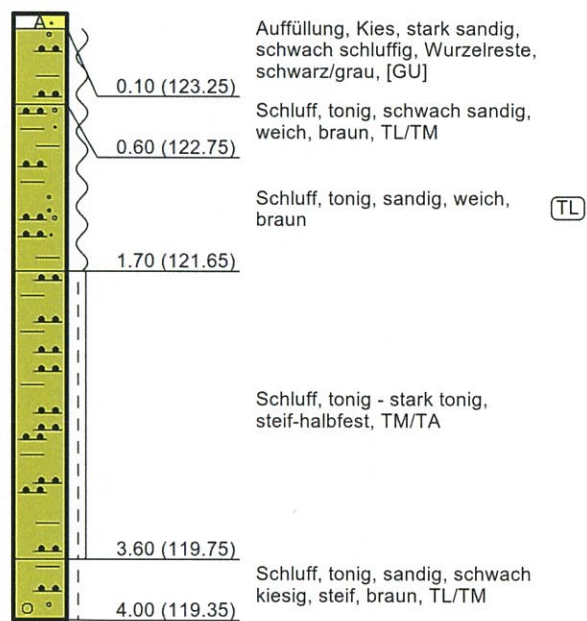 A
Auffüllung, Kies, stark sandig,
schwach schluffig, Wurzelreste,
schwarz/grau, [GU]
0.10 (123.25)
Schluff, tonig, schwach sandig,
weich, braun, TL/TM
0.60 (122.75)
Schluff, tonig, sandig, weich,
braun
TL
1.70 (121.65)
Schluff, tonig - stark tonig,
steif-halbfest, TM/TA
3.60 (119.75)
Schluff, tonig, sandig, schwach
kiesig, steif, braun, TL/TM
4.00 (119.35)